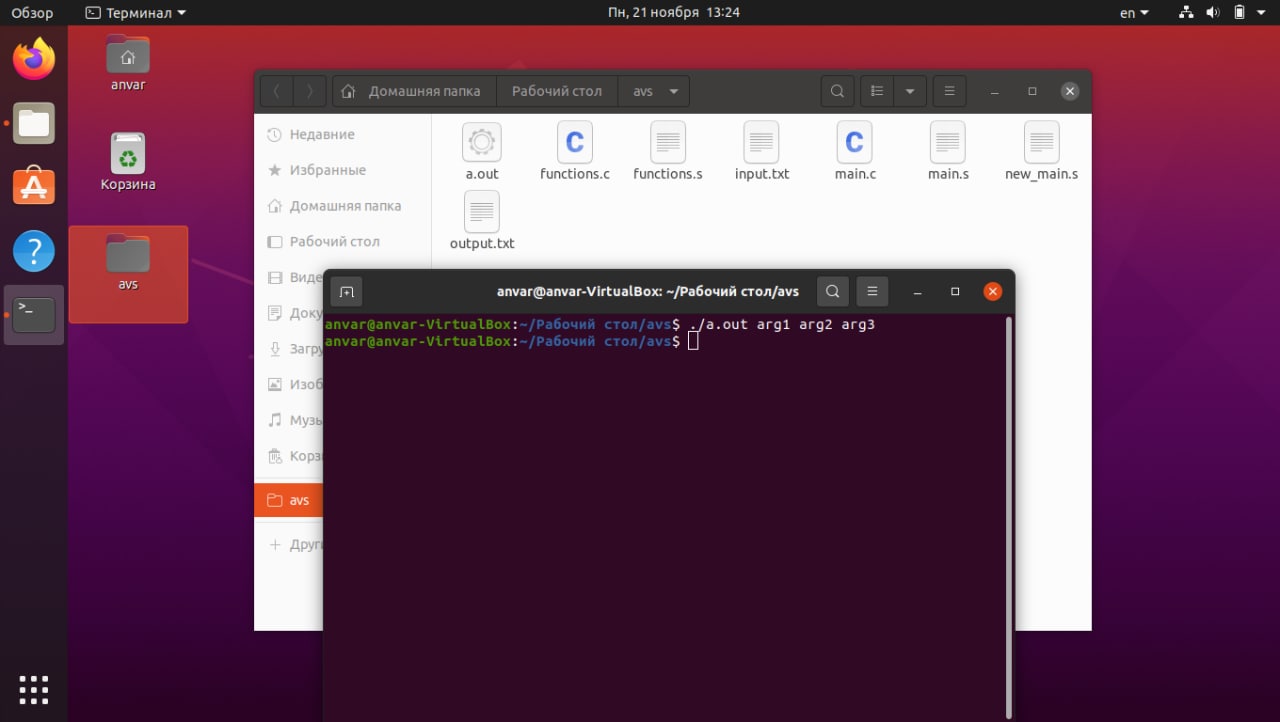 Обзор Терминал Пн, 21 ноября 13:24 en
anvar
Корзина
avs
Домашняя папка Рабочий стол avs
Недавние
Избранные
Домашняя папка
Рабочий стол
Виде
Доку
Загру
Изоб
Музы
Корз
avs
Други
a.out functions.c functions.s input.txt main.c main.s new_main.s
output.txt
anvar@anvar-VirtualBox: ~/Рабочий стол/avs
anvar@anvar-VirtualBox:~/Рабочий стол/avs$ ./a.out arg1 arg2 arg3
anvar@anvar-VirtualBox:~/Рабочий стол/avs$